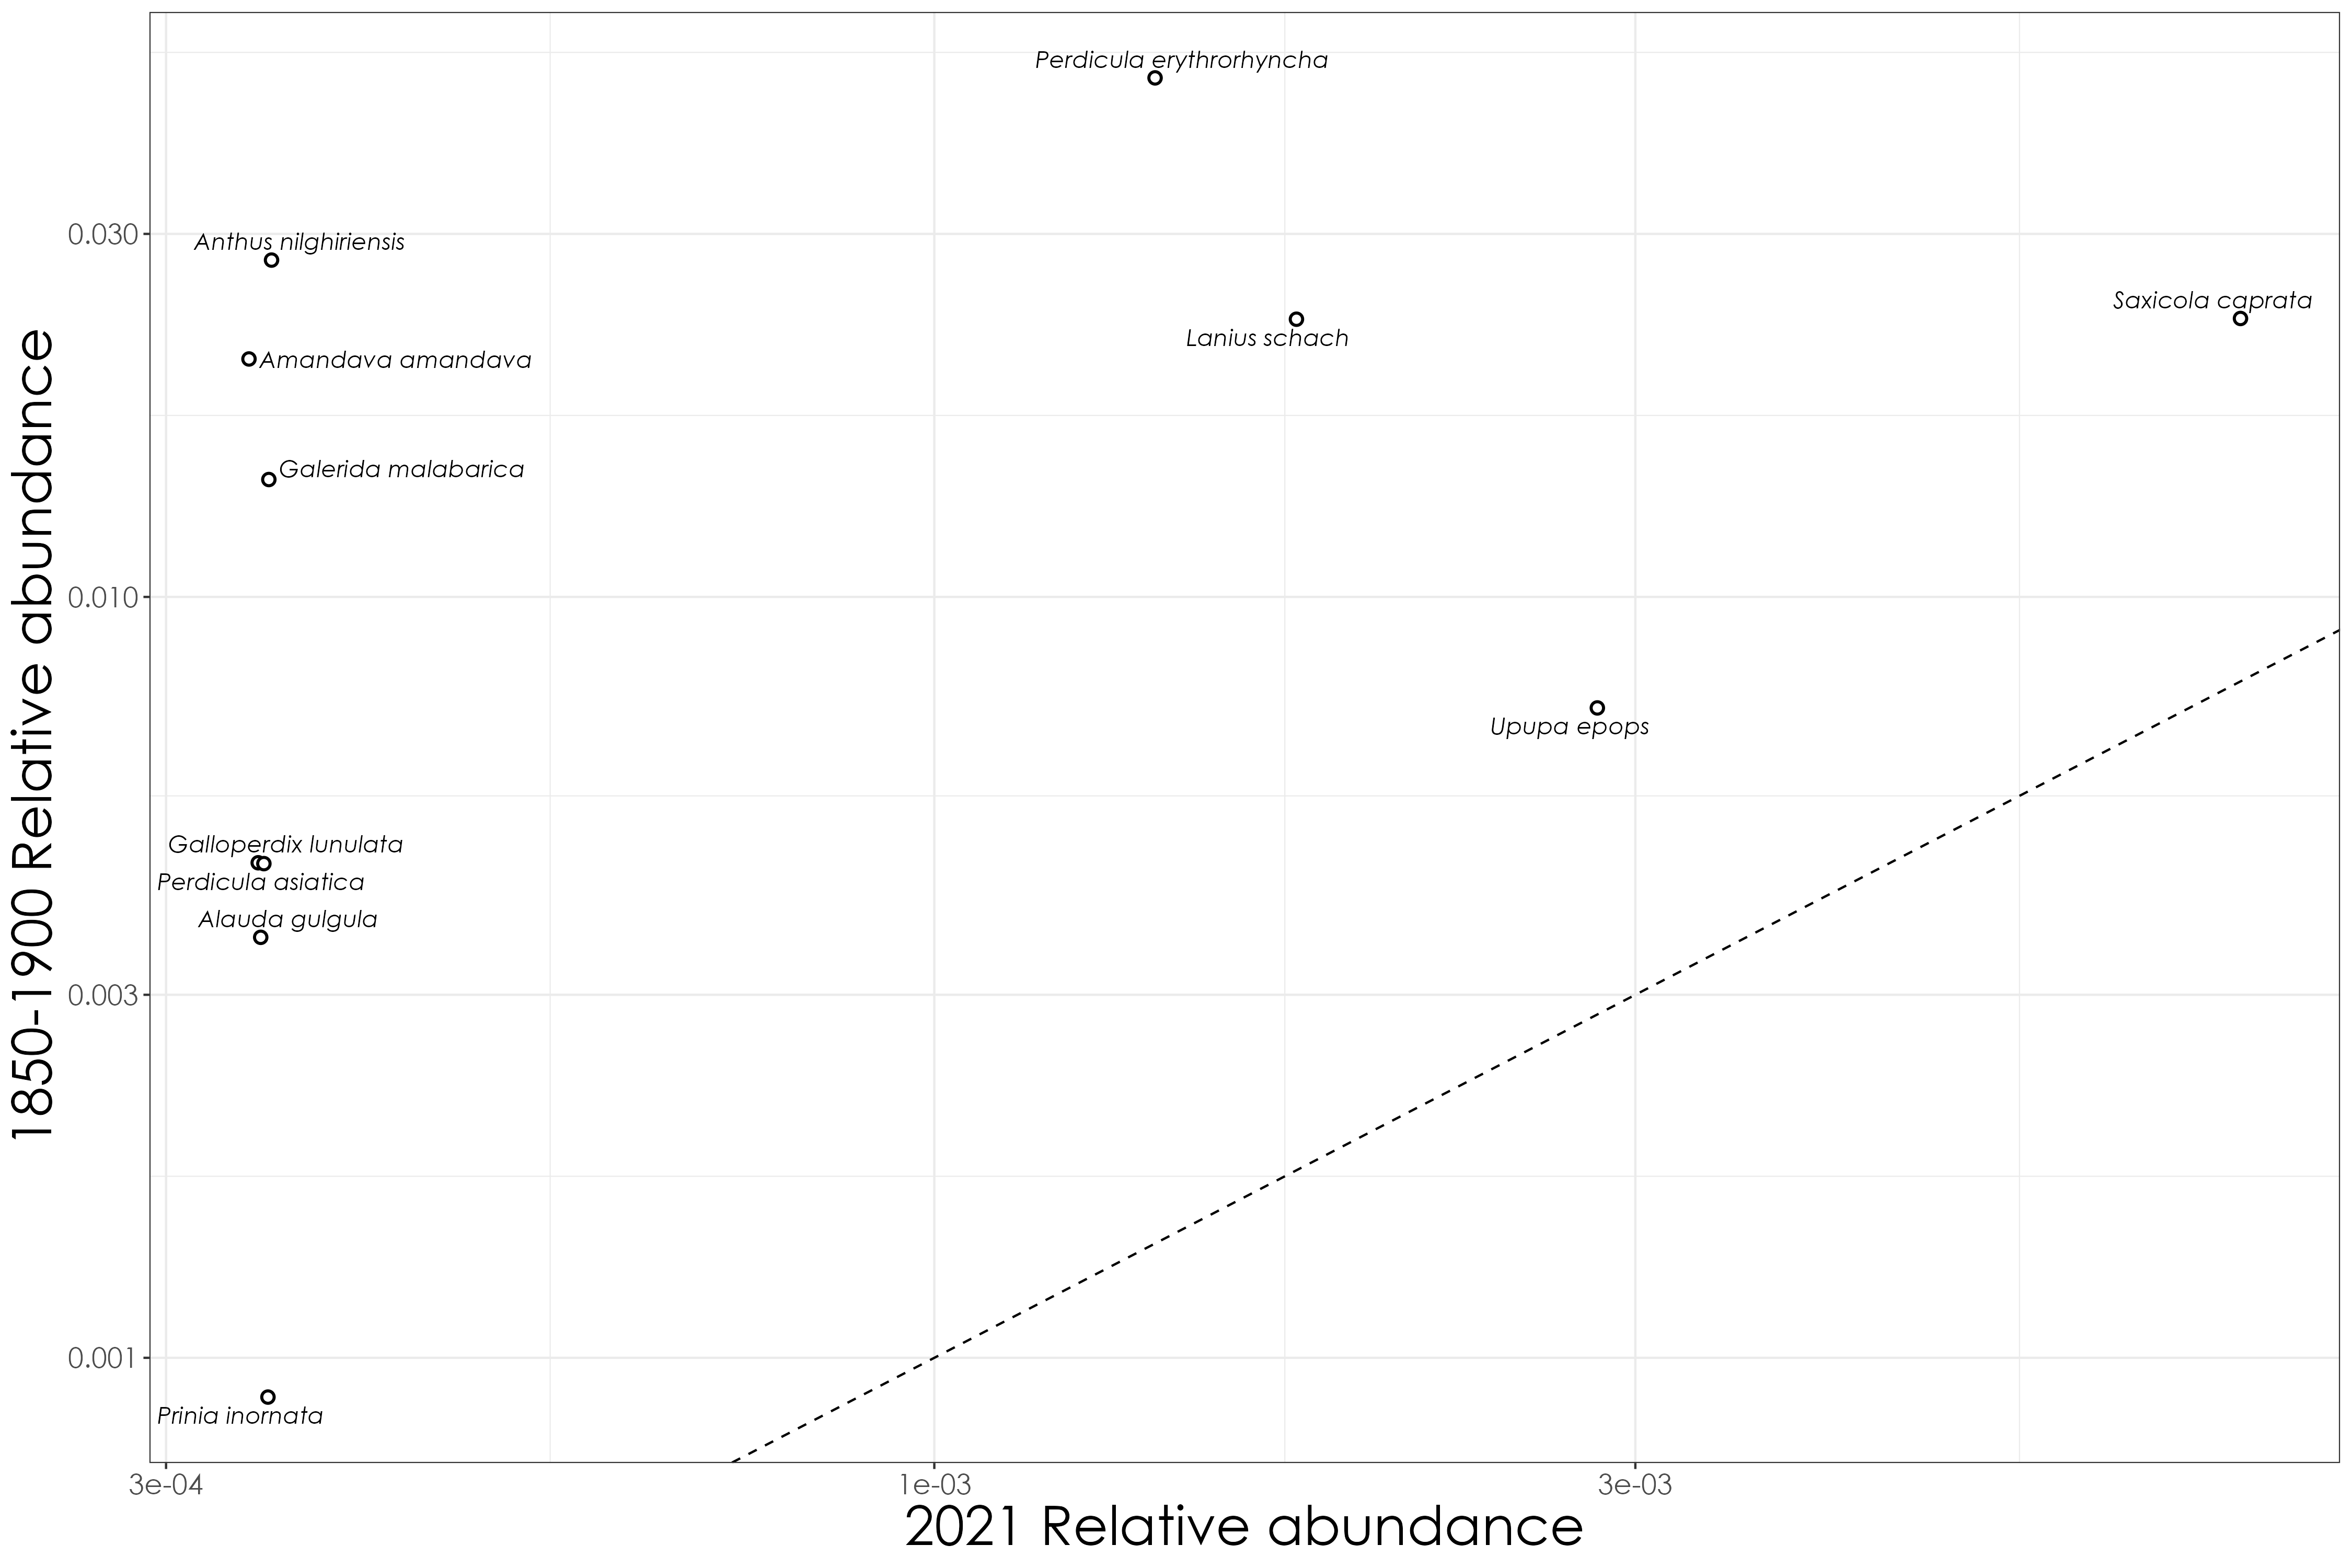 Perdicula erythrorhyncha
0.030
Anthus nilghiriensis
Saxicola caprata
Lanius schach
Amandava amandava
Galerida malabarica
1850-1900 Relative abundance
0.010
Upupa epops
Galloperdix lunulata
Perdicula asiatica
Alauda gulgula
0.003
0.001
Prinia inornata
3e-04
1e-03
3e-03
2021 Relative abundance